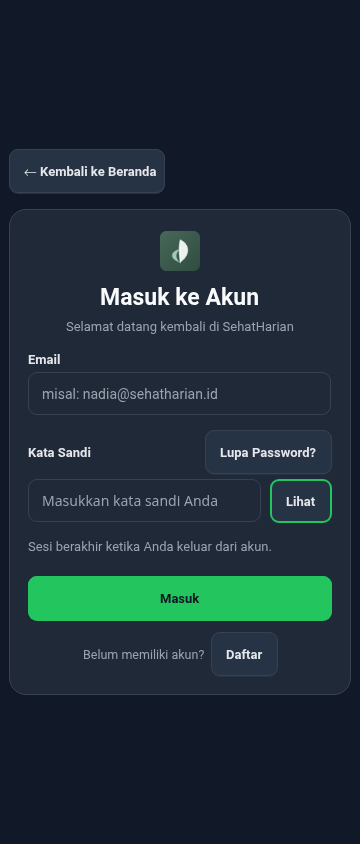 ← Kembali ke Beranda
Masuk ke Akun
Selamat datang kembali di SehatHarian
Email
misal: nadia@sehatharian.id
Kata Sandi
Lupa Password?
Masukkan kata sandi Anda
Lihat
Sesi berakhir ketika Anda keluar dari akun.
Masuk
Belum memiliki akun?
Daftar